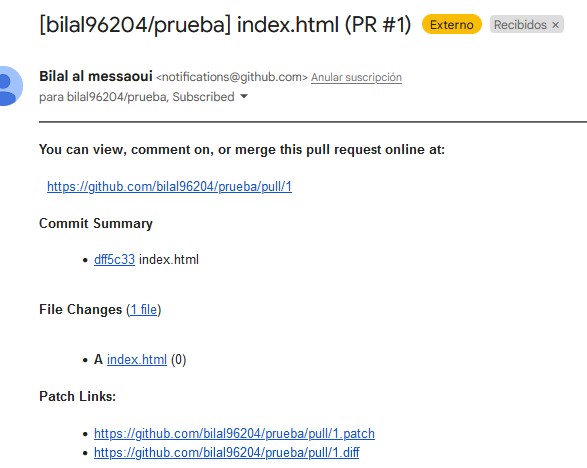 [bilal96204/prueba] index.html (PR #1) Externo Recibidos ×
Bilal al messaoui <notifications@github.com> Anular suscripción
para bilal96204/prueba, Subscribed
You can view, comment on, or merge this pull request online at:
https://github.com/bilal96204/prueba/pull/1
Commit Summary
• dff5c33 index.html
File Changes (1 file)
• A index.html (0)
Patch Links:
• https://github.com/bilal96204/prueba/pull/1.patch
• https://github.com/bilal96204/prueba/pull/1.diff